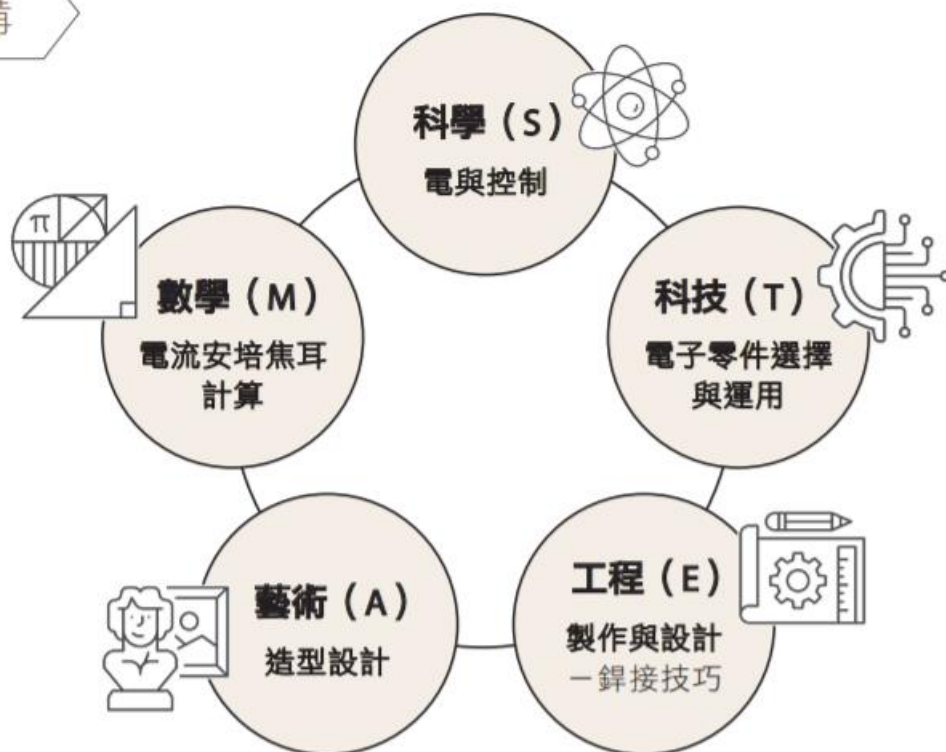 科學（S）
電與控制
科技（T）
電子零件選擇
與運用
工程（E）
製作與設計
－銲接技巧
藝術（A）
造型設計
數學（M）
電流安培焦耳
計算
π